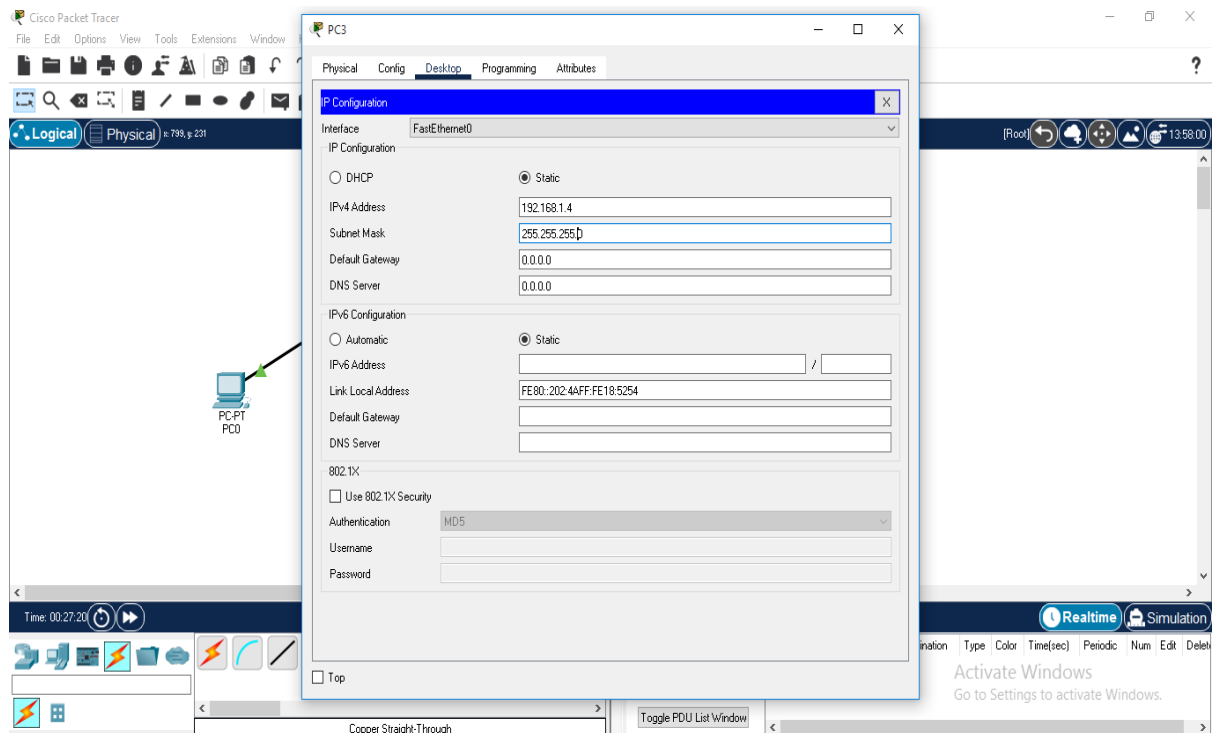 Cisco Packet Tracer
File Edit Options View Tools Extensions Window
PC3
Physical Config Desktop Programming Attributes
?
IP Configuration X
Interface FastEthernet0
Logical Physical x: 799, y: 231
[Root] 13:58:00
IP Configuration
DHCP Static
IPv4 Address 192.168.1.4
Subnet Mask 255.255.255.0
Default Gateway 0.0.0.0
DNS Server 0.0.0.0
IPv6 Configuration
Automatic Static
IPv6 Address /
Link Local Address FE80::202:4AFF:FE18:5254
Default Gateway
DNS Server
PC-PT
PC0
802.1X
Use 802.1X Security
Authentication MD5
Username
Password
Time: 00:27:20
Realtime Simulation
Type Color Time(sec) Periodic Num Edit
Top
Activate Windows
Go to Settings to activate Windows.
Toggle PDU List Window
Copper Straight-Through